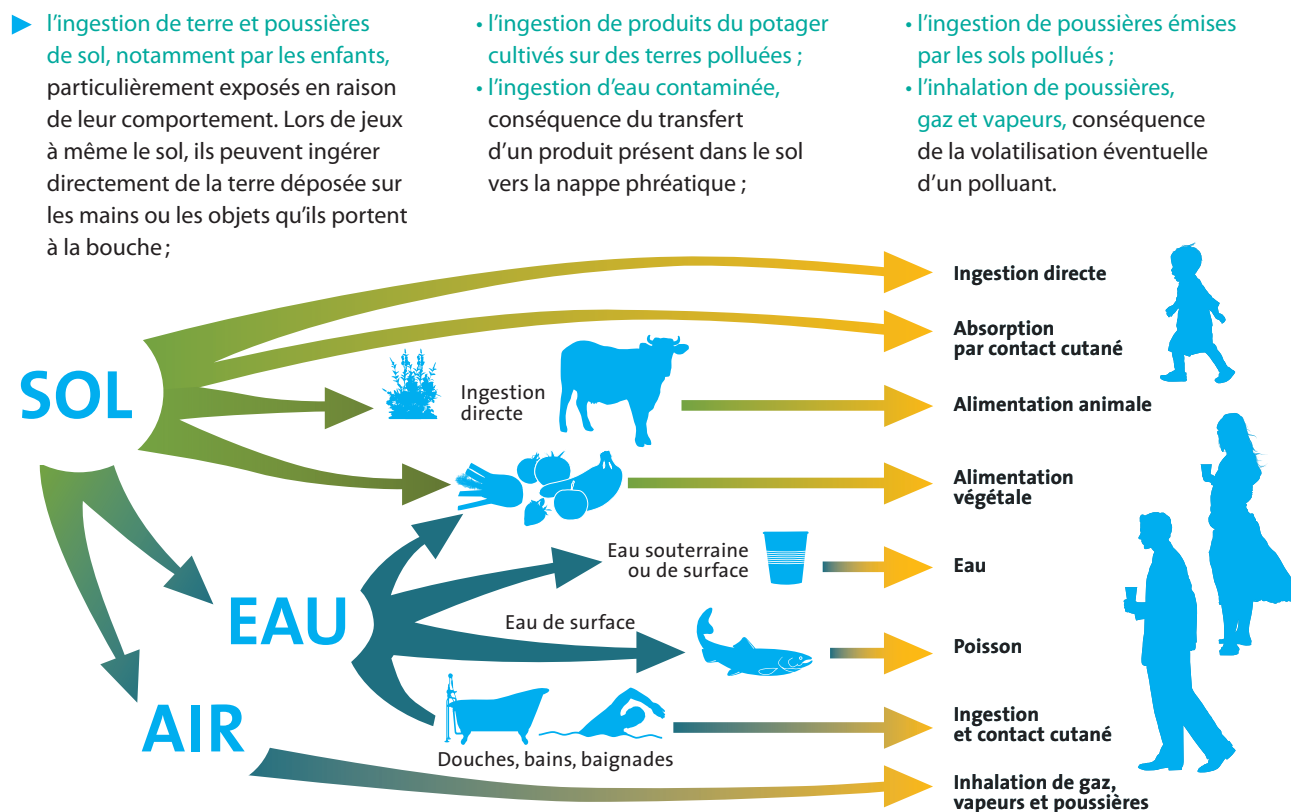 l'ingestion de terre et poussières
de sol, notamment par les enfants,
particulièrement exposés en raison
de leur comportement. Lors de jeux
à même le sol, ils peuvent ingérer
directement de la terre déposée sur
les mains ou les objets qu'ils portent
à la bouche ;
• l'ingestion de produits du potager
cultivés sur des terres polluées ;
• l'ingestion d'eau contaminée,
conséquence du transfert
d'un produit présent dans le sol
vers la nappe phréatique ;
• l'ingestion de poussières émises
par les sols pollués ;
• l'inhalation de poussières,
gaz et vapeurs, conséquence
de la volatilisation éventuelle
d'un polluant.
Ingestion directe
Absorption
par contact cutané
SOL
Ingestion
directe
Alimentation animale
Alimentation
végétale
Eau souterraine
ou de surface
Eau
EAU
Eau de surface
Poisson
AIR
Douches, bains, baignades
Ingestion
et contact cutané
Inhalation de gaz,
vapeurs et poussières